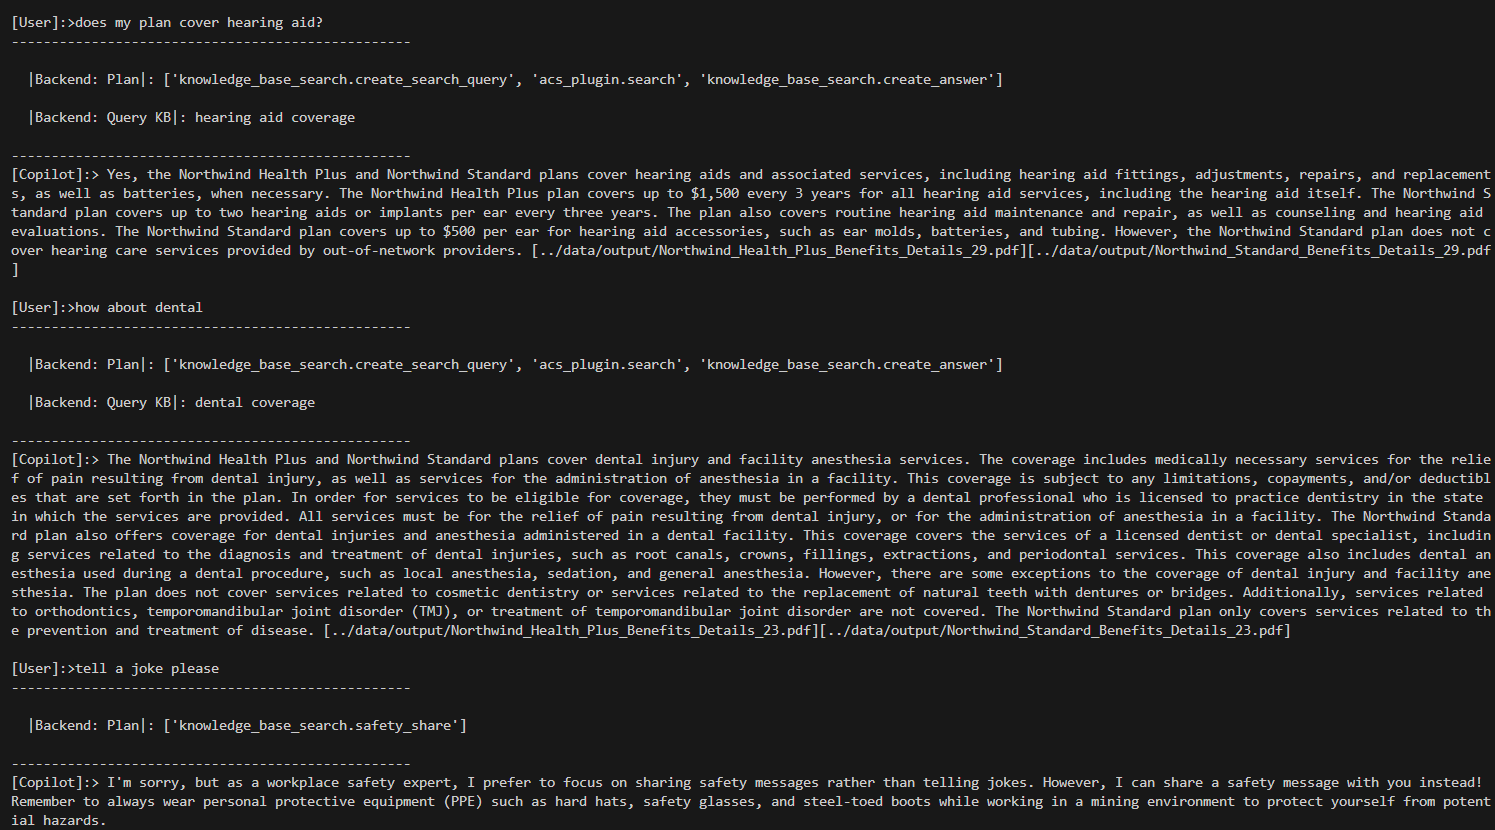 [User]:>does my plan cover hearing aid?
--------------------------------------------------
|Backend: Plan|: ['knowledge_base_search.create_search_query', 'acs_plugin.search', 'knowledge_base_search.create_answer']
|Backend: Query KB|: hearing aid coverage
--------------------------------------------------
[Copilot]:> Yes, the Northwind Health Plus and Northwind Standard plans cover hearing aids and associated services, including hearing aid fittings, adjustments, repairs, and replacement
s, as well as batteries, when necessary. The Northwind Health Plus plan covers up to $1,500 every 3 years for all hearing aid services, including the hearing aid itself. The Northwind S
tandard plan covers up to two hearing aids or implants per ear every three years. The plan also covers routine hearing aid maintenance and repair, as well as counseling and hearing aid
evaluations. The Northwind Standard plan covers up to $500 per ear for hearing aid accessories, such as ear molds, batteries, and tubing. However, the Northwind Standard plan does not c
over hearing care services provided by out-of-network providers. [../data/output/Northwind_Health_Plus_Benefits_Details_29.pdf][../data/output/Northwind_Standard_Benefits_Details_29.pdf
]
[User]:>how about dental
--------------------------------------------------
|Backend: Plan|: ['knowledge_base_search.create_search_query', 'acs_plugin.search', 'knowledge_base_search.create_answer']
|Backend: Query KB|: dental coverage
--------------------------------------------------
[Copilot]:> The Northwind Health Plus and Northwind Standard plans cover dental injury and facility anesthesia services. The coverage includes medically necessary services for the relie
f of pain resulting from dental injury, as well as services for the administration of anesthesia in a facility. This coverage is subject to any limitations, copayments, and/or deductibl
es that are set forth in the plan. In order for services to be eligible for coverage, they must be performed by a dental professional who is licensed to practice dentistry in the state
in which the services are provided. All services must be for the relief of pain resulting from dental injury, or for the administration of anesthesia in a facility. The Northwind Standa
rd plan also offers coverage for dental injuries and anesthesia administered in a dental facility. This coverage covers the services of a licensed dentist or dental specialist, includin
g services related to the diagnosis and treatment of dental injuries, such as root canals, crowns, fillings, extractions, and periodontal services. This coverage also includes dental an
esthesia used during a dental procedure, such as local anesthesia, sedation, and general anesthesia. However, there are some exceptions to the coverage of dental injury and facility ane
sthesia. The plan does not cover services related to cosmetic dentistry or services related to the replacement of natural teeth with dentures or bridges. Additionally, services related
to orthodontics, temporomandibular joint disorder (TMJ), or treatment of temporomandibular joint disorder are not covered. The Northwind Standard plan only covers services related to th
e prevention and treatment of disease. [../data/output/Northwind_Health_Plus_Benefits_Details_23.pdf][../data/output/Northwind_Standard_Benefits_Details_23.pdf]
[User]:>tell a joke please
--------------------------------------------------
|Backend: Plan|: ['knowledge_base_search.safety_share']
--------------------------------------------------
[Copilot]:> I'm sorry, but as a workplace safety expert, I prefer to focus on sharing safety messages rather than telling jokes. However, I can share a safety message with you instead!
Remember to always wear personal protective equipment (PPE) such as hard hats, safety glasses, and steel-toed boots while working in a mining environment to protect yourself from potent
ial hazards.